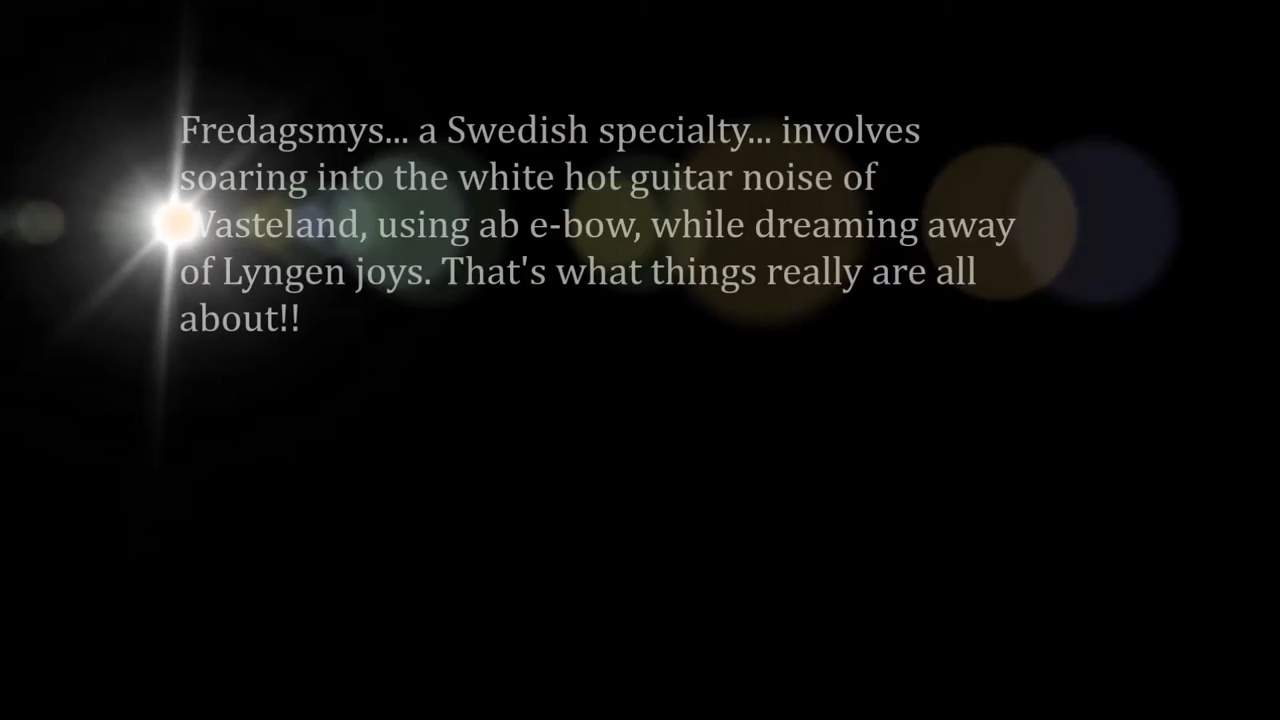 Fredagsmys... a Swedish specialty... involves
soaring into the white hot guitar noise of
Wasteland, using ab e-bow, while dreaming away
of Lyngen joys. That's what things really are all
about!!